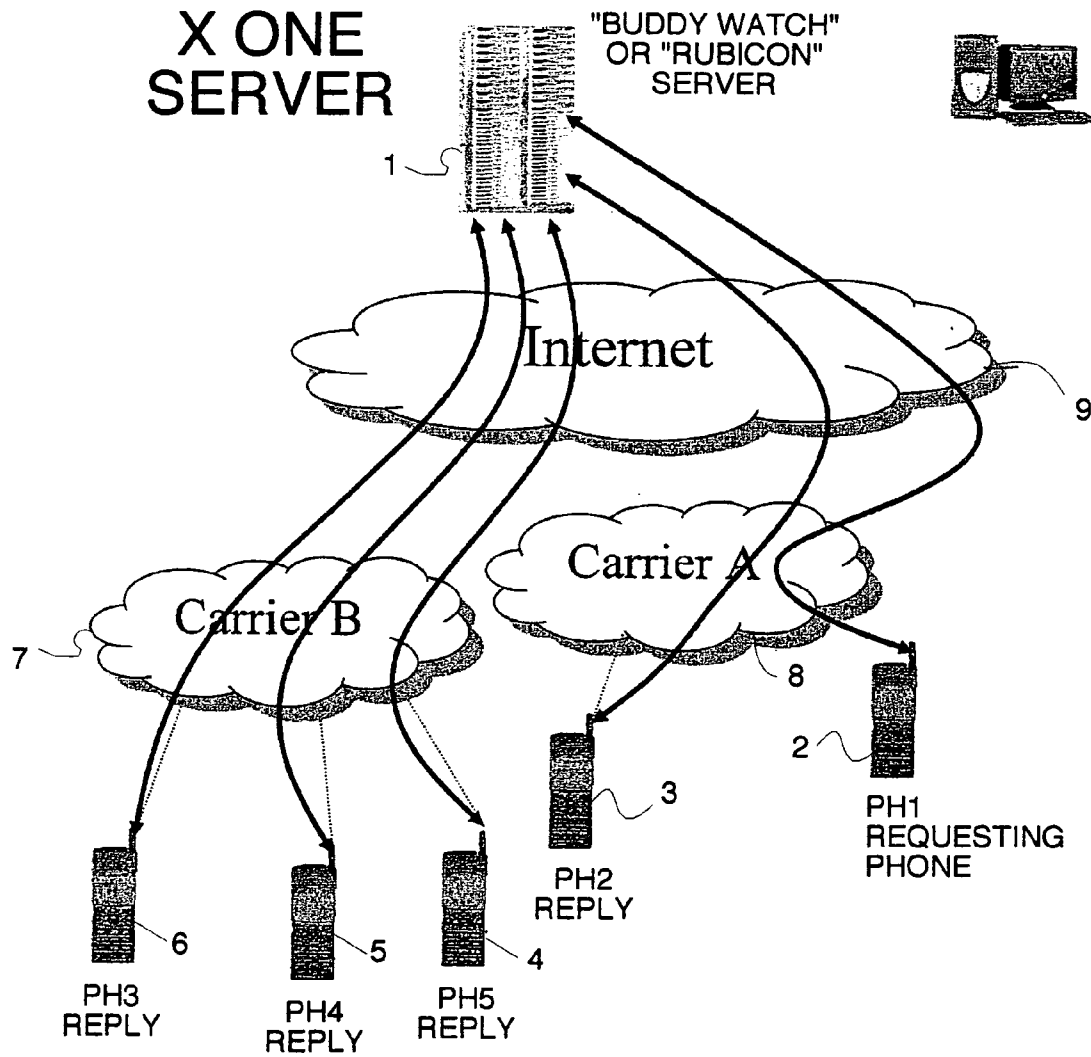 X ONE
SERVER
"BUDDY WATCH"
OR "RUBICON"
SERVER
1
Internet
9
Carrier A
Carrier B
7
8
2
3
PH1
REQUESTING
PHONE
PH2
REPLY
6
5
4
PH3
REPLY
PH4
REPLY
PH5
REPLY